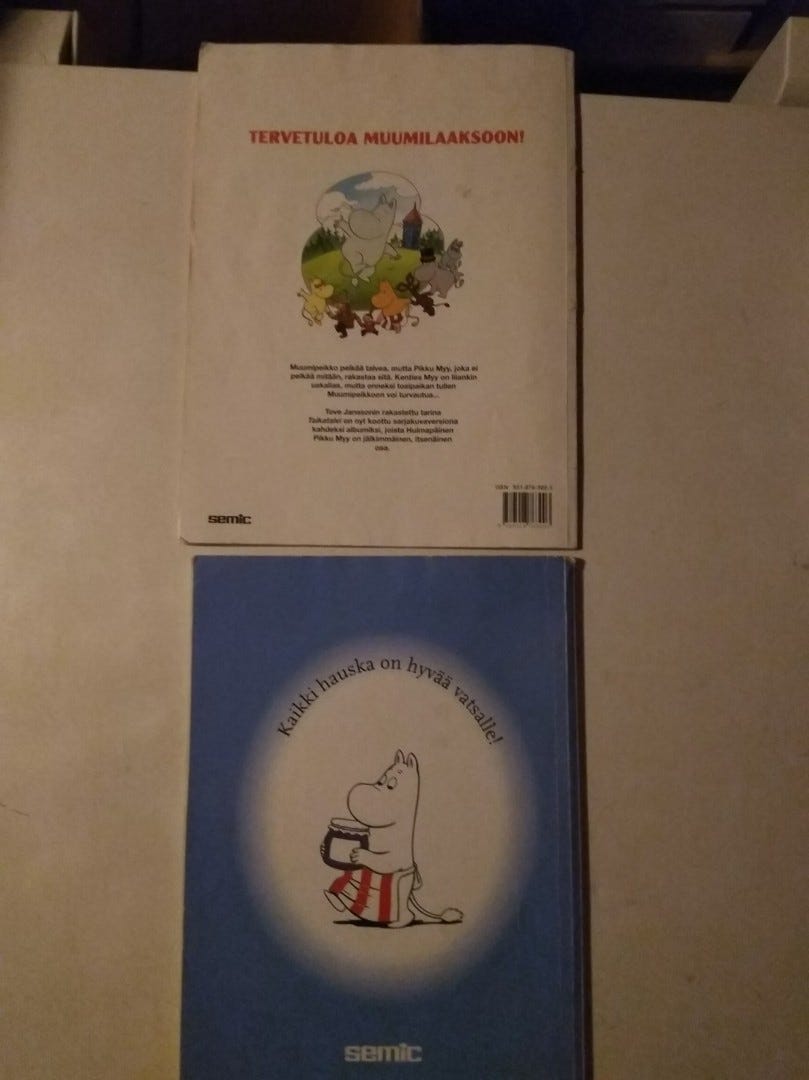 TERVETULOA MUUMILAAKSOON!
Muumipeikko pelkää talvea, mutta Pikku Myy, joka ei
pelkää mitään, rakastaa sitä. Kenties Myy on liiankin
uskalias, mutta onneksi tosipaikan tullen
Muumipeikkoon voi turvautua...
Tove Janssonin rakastettu tarina
Taikatalvi on nyt koottu sarjakuvaversiona
kahdeksi albumiksi, joista Huimapäinen
Pikku Myy on jälkimmäinen, itsenäinen
osa.
ISBN
semic
Kaikki hauska on hyvää vatsalle!
semic